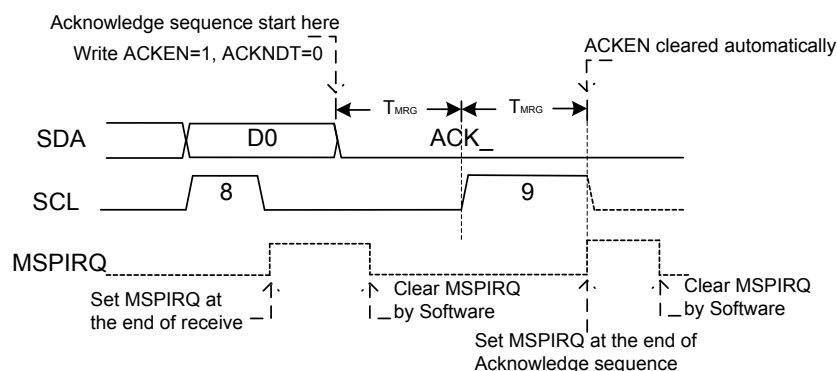 Acknowledge sequence start here
Write ACKEN=1, ACKNDT=0
ACKEN cleared automatically
TMRG
TMRG
SDA
D0
ACK_
SCL
8
9
MSPIRQ
Set MSPIRQ at
the end of receive
Clear MSPIRQ
by Software
Set MSPIRQ at the end of
Acknowledge sequence
Clear MSPIRQ
by Software